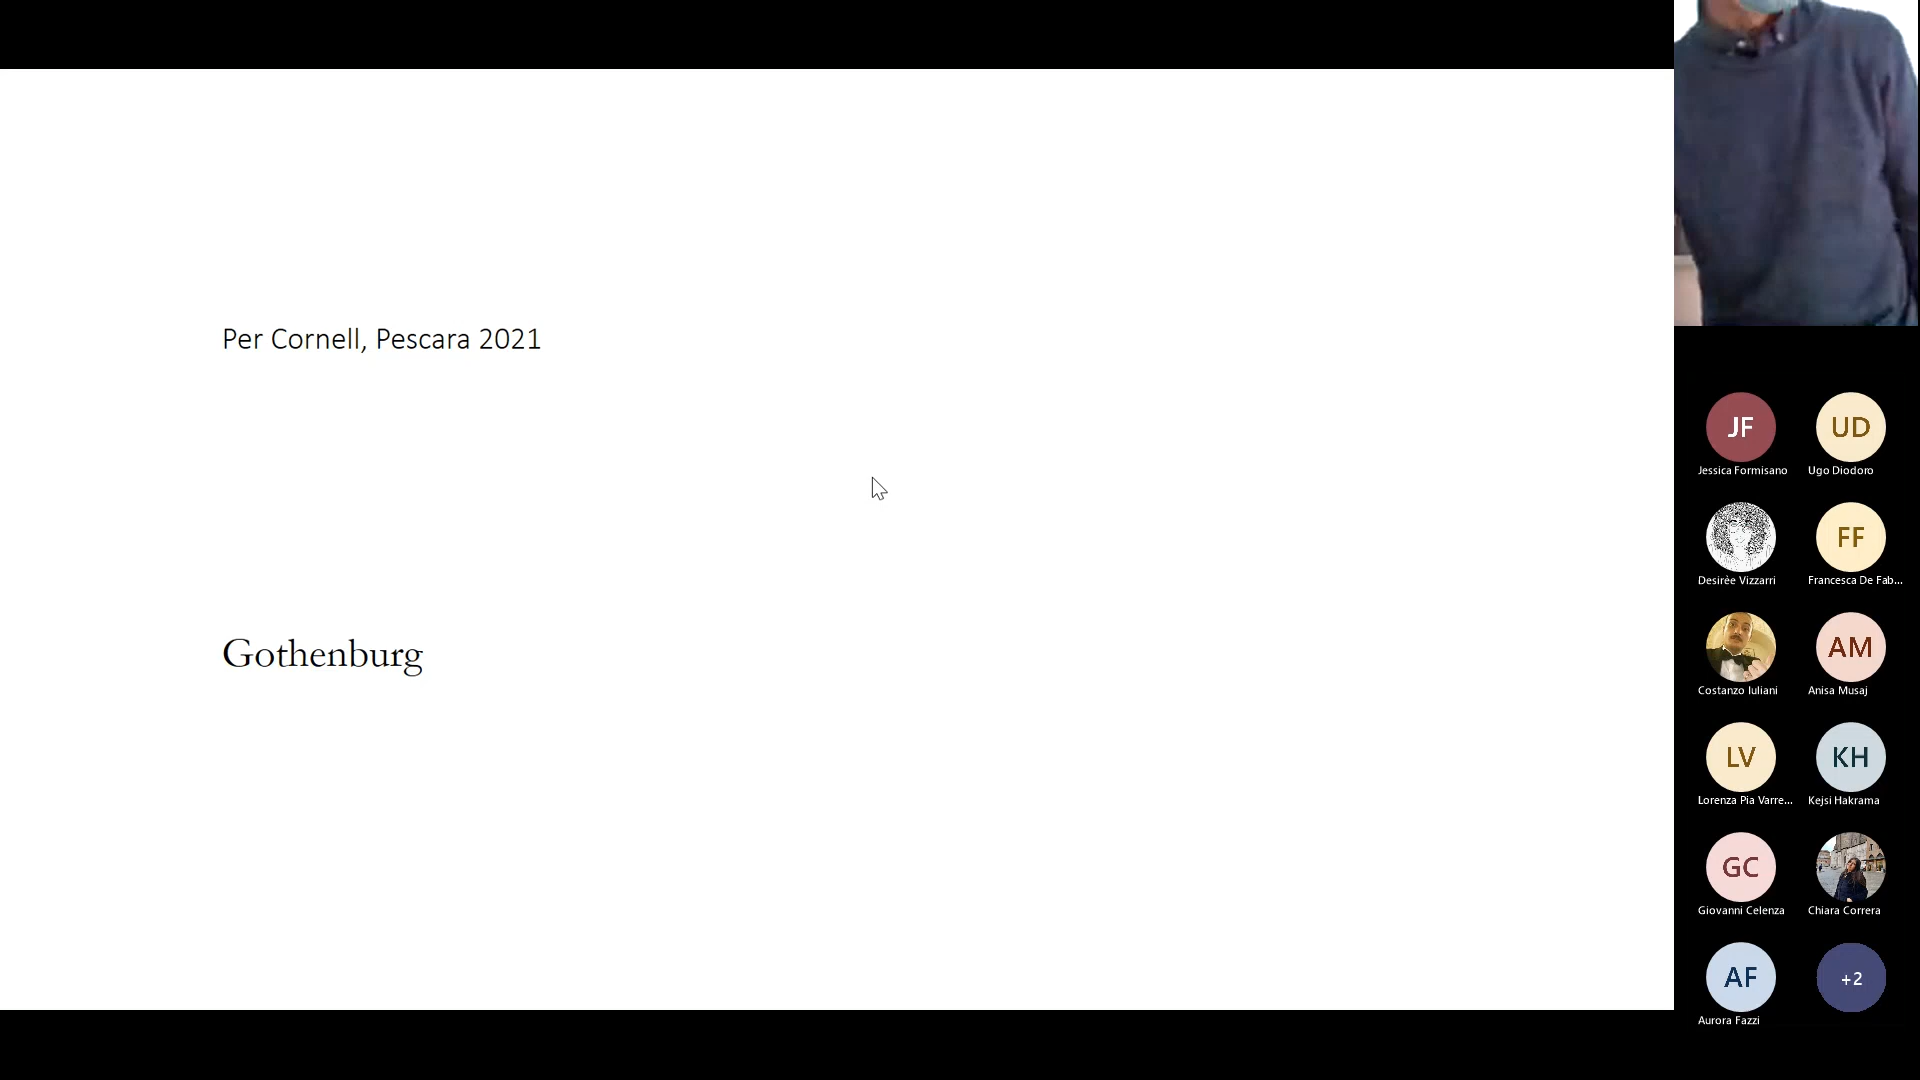 Per Cornell, Pescara 2021
Gothenburg
JF
UD
Jessica Formisano
Ugo Diodoro
FF
Desirèe Vizzarri
Francesca De Fab...
AM
Costanzo Iuliani
Anisa Musaj
LV
KH
Lorenza Pia Varre...
Kejsi Hakrama
GC
Giovanni Celenza
Chiara Correra
AF
+2
Aurora Fazzi